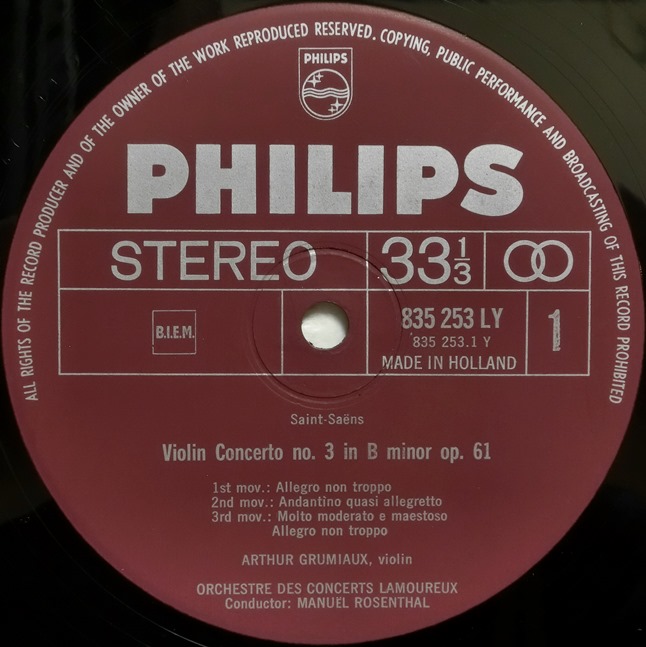 ALL RIGHTS OF THE RECORD PRODUCER AND OF THE OWNER OF THE WORK REPRODUCED RESERVED. COPYING, PUBLIC PERFORMANCE AND BROADCASTING OF THIS RECORD PROHIBITED
PHILIPS
PHILIPS
STEREO 33 1/3
B.I.E.M. 835 253 LY 1
835 253.1 Y
MADE IN HOLLAND
Saint-Saëns
Violin Concerto no. 3 in B minor op. 61
1st mov.: Allegro non troppo
2nd mov.: Andantino quasi allegretto
3rd mov.: Molto moderato e maestoso
Allegro non troppo
ARTHUR GRUMIAUX, violin
ORCHESTRE DES CONCERTS LAMOUREUX
Conductor: MANUËL ROSENTHAL